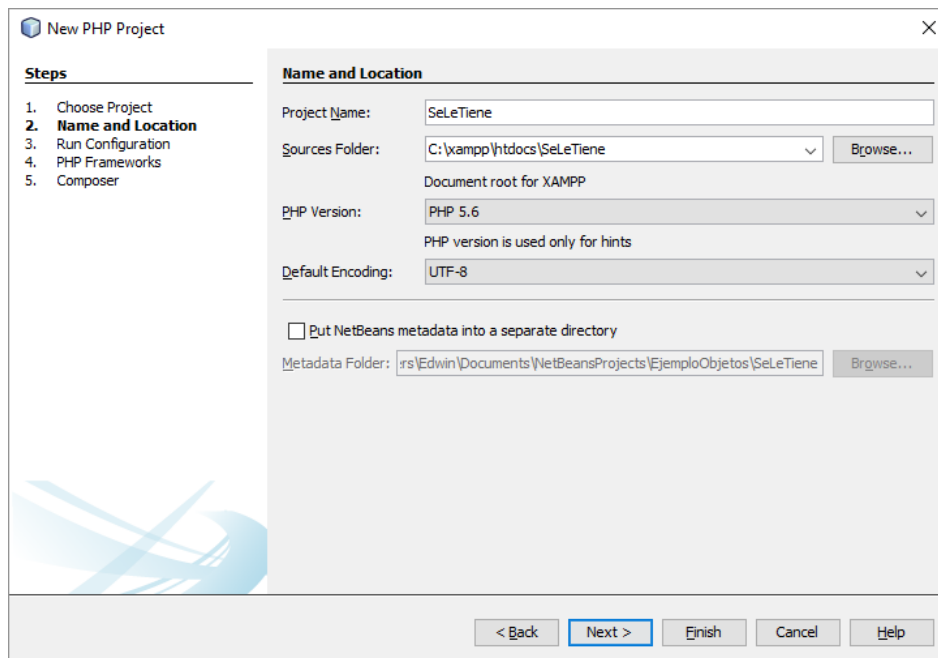 New PHP Project
Steps
1. Choose Project
2. Name and Location
3. Run Configuration
4. PHP Frameworks
5. Composer
Name and Location
Project Name: SeLeTiene
Sources Folder: C:\xampp\htdocs\SeLeTiene Browse...
Document root for XAMPP
PHP Version: PHP 5.6
PHP version is used only for hints
Default Encoding: UTF-8
Put NetBeans metadata into a separate directory
Metadata Folder: rs\Edwin\Documents\NetBeansProjects\EjemploObjetos\SeLeTiene Browse...
< Back Next > Finish Cancel Help